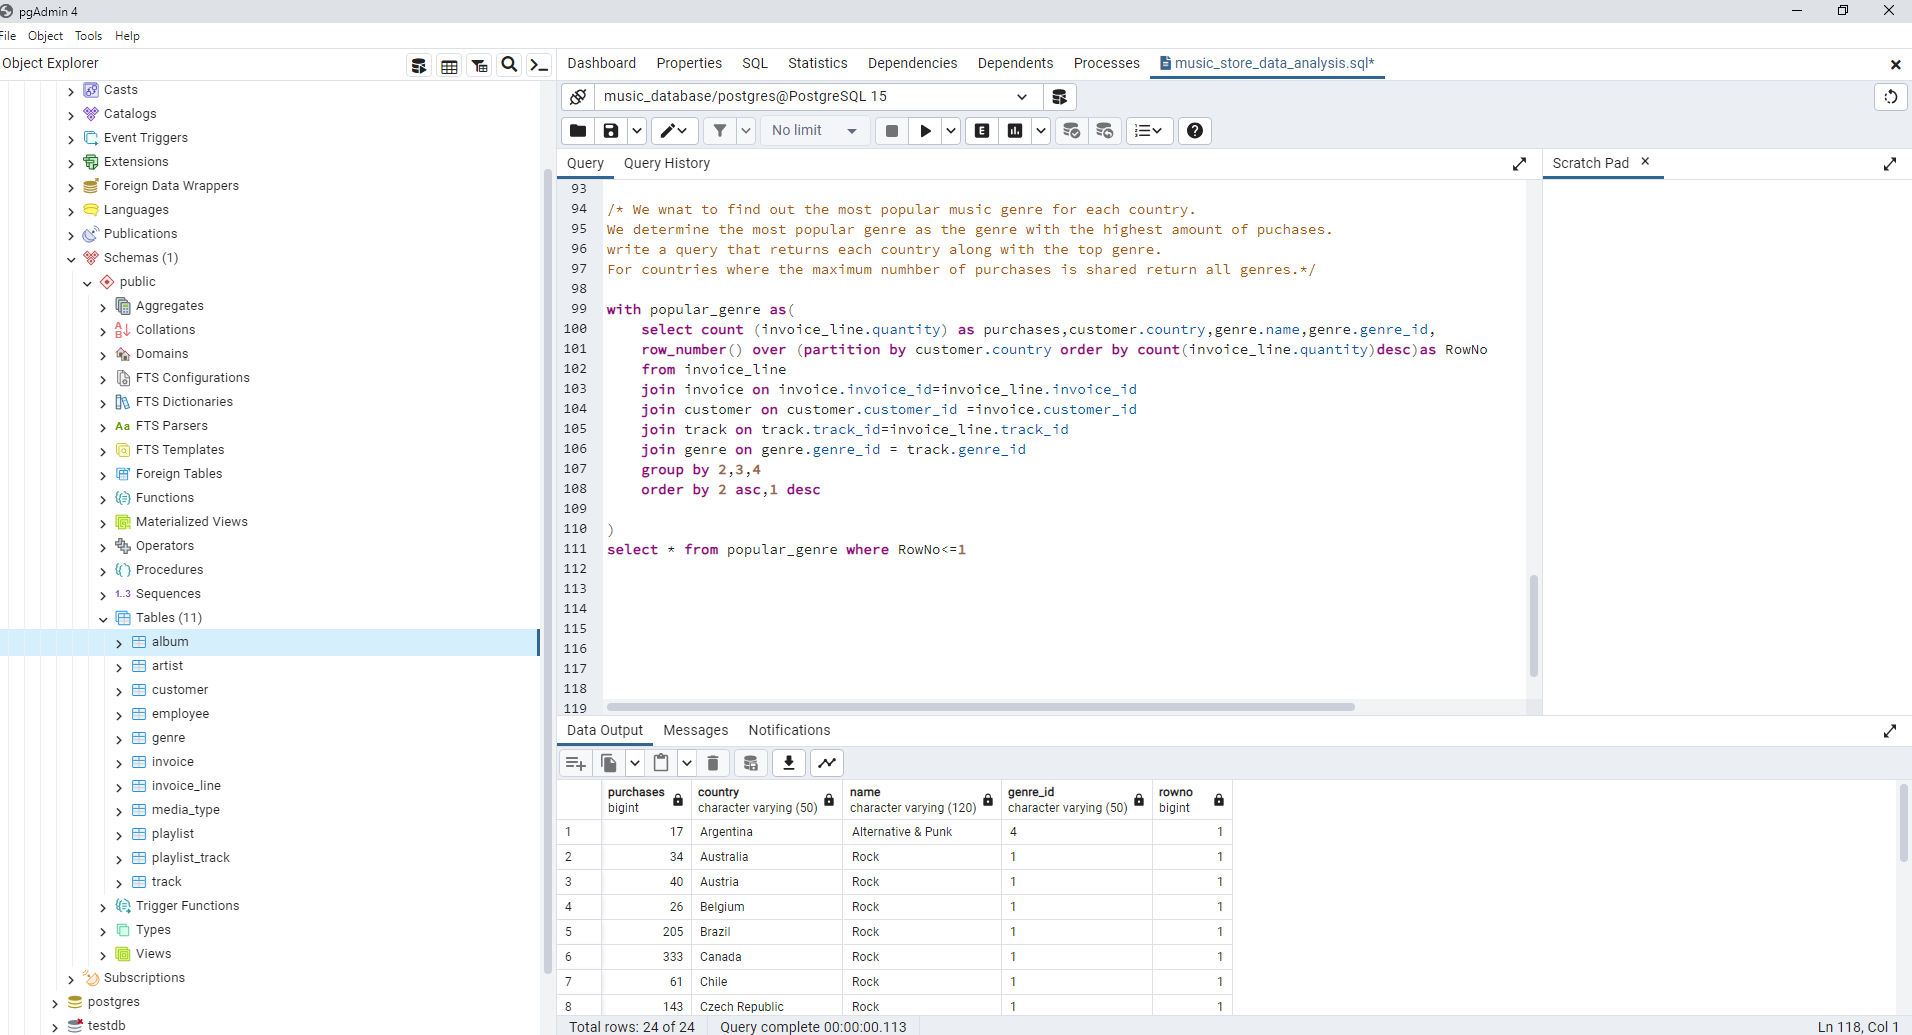 pgAdmin 4
File Object Tools Help
Object Explorer
Casts
Catalogs
Event Triggers
Extensions
Foreign Data Wrappers
Languages
Publications
Schemas (1)
public
Aggregates
Collations
Domains
FTS Configurations
FTS Dictionaries
Aa FTS Parsers
FTS Templates
Foreign Tables
Functions
Materialized Views
Operators
Procedures
1..3 Sequences
Tables (11)
album
artist
customer
employee
genre
invoice
invoice_line
media_type
playlist
playlist_track
track
Trigger Functions
Types
Views
Subscriptions
postgres
testdb
Dashboard Properties SQL Statistics Dependencies Dependents Processes music_store_data_analysis.sql*
music_database/postgres@PostgreSQL 15
No limit
E
Query Query History
Scratch Pad
93
94 /* We wnat to find out the most popular music genre for each country.
95 We determine the most popular genre as the genre with the highest amount of puchases.
96 write a query that returns each country along with the top genre.
97 For countries where the maximum numhber of purchases is shared return all genres.*/
98
99 with popular_genre as(
100 select count (invoice_line.quantity) as purchases,customer.country,genre.name,genre.genre_id,
101 row_number() over (partition by customer.country order by count(invoice_line.quantity)desc)as RowNo
102 from invoice_line
103 join invoice on invoice.invoice_id=invoice_line.invoice_id
104 join customer on customer.customer_id =invoice.customer_id
105 join track on track.track_id=invoice_line.track_id
106 join genre on genre.genre_id = track.genre_id
107 group by 2,3,4
108 order by 2 asc,1 desc
109
110 )
111 select * from popular_genre where RowNo<=1
112
113
114
115
116
117
118
119
Data Output Messages Notifications
purchases country name genre_id rowno
bigint character varying (50) character varying (120) character varying (50) bigint
1 17 Argentina Alternative & Punk 4 1
2 34 Australia Rock 1 1
3 40 Austria Rock 1 1
4 26 Belgium Rock 1 1
5 205 Brazil Rock 1 1
6 333 Canada Rock 1 1
7 61 Chile Rock 1 1
8 143 Czech Republic Rock 1 1
Total rows: 24 of 24 Query complete 00:00:00.113 Ln 118, Col 1